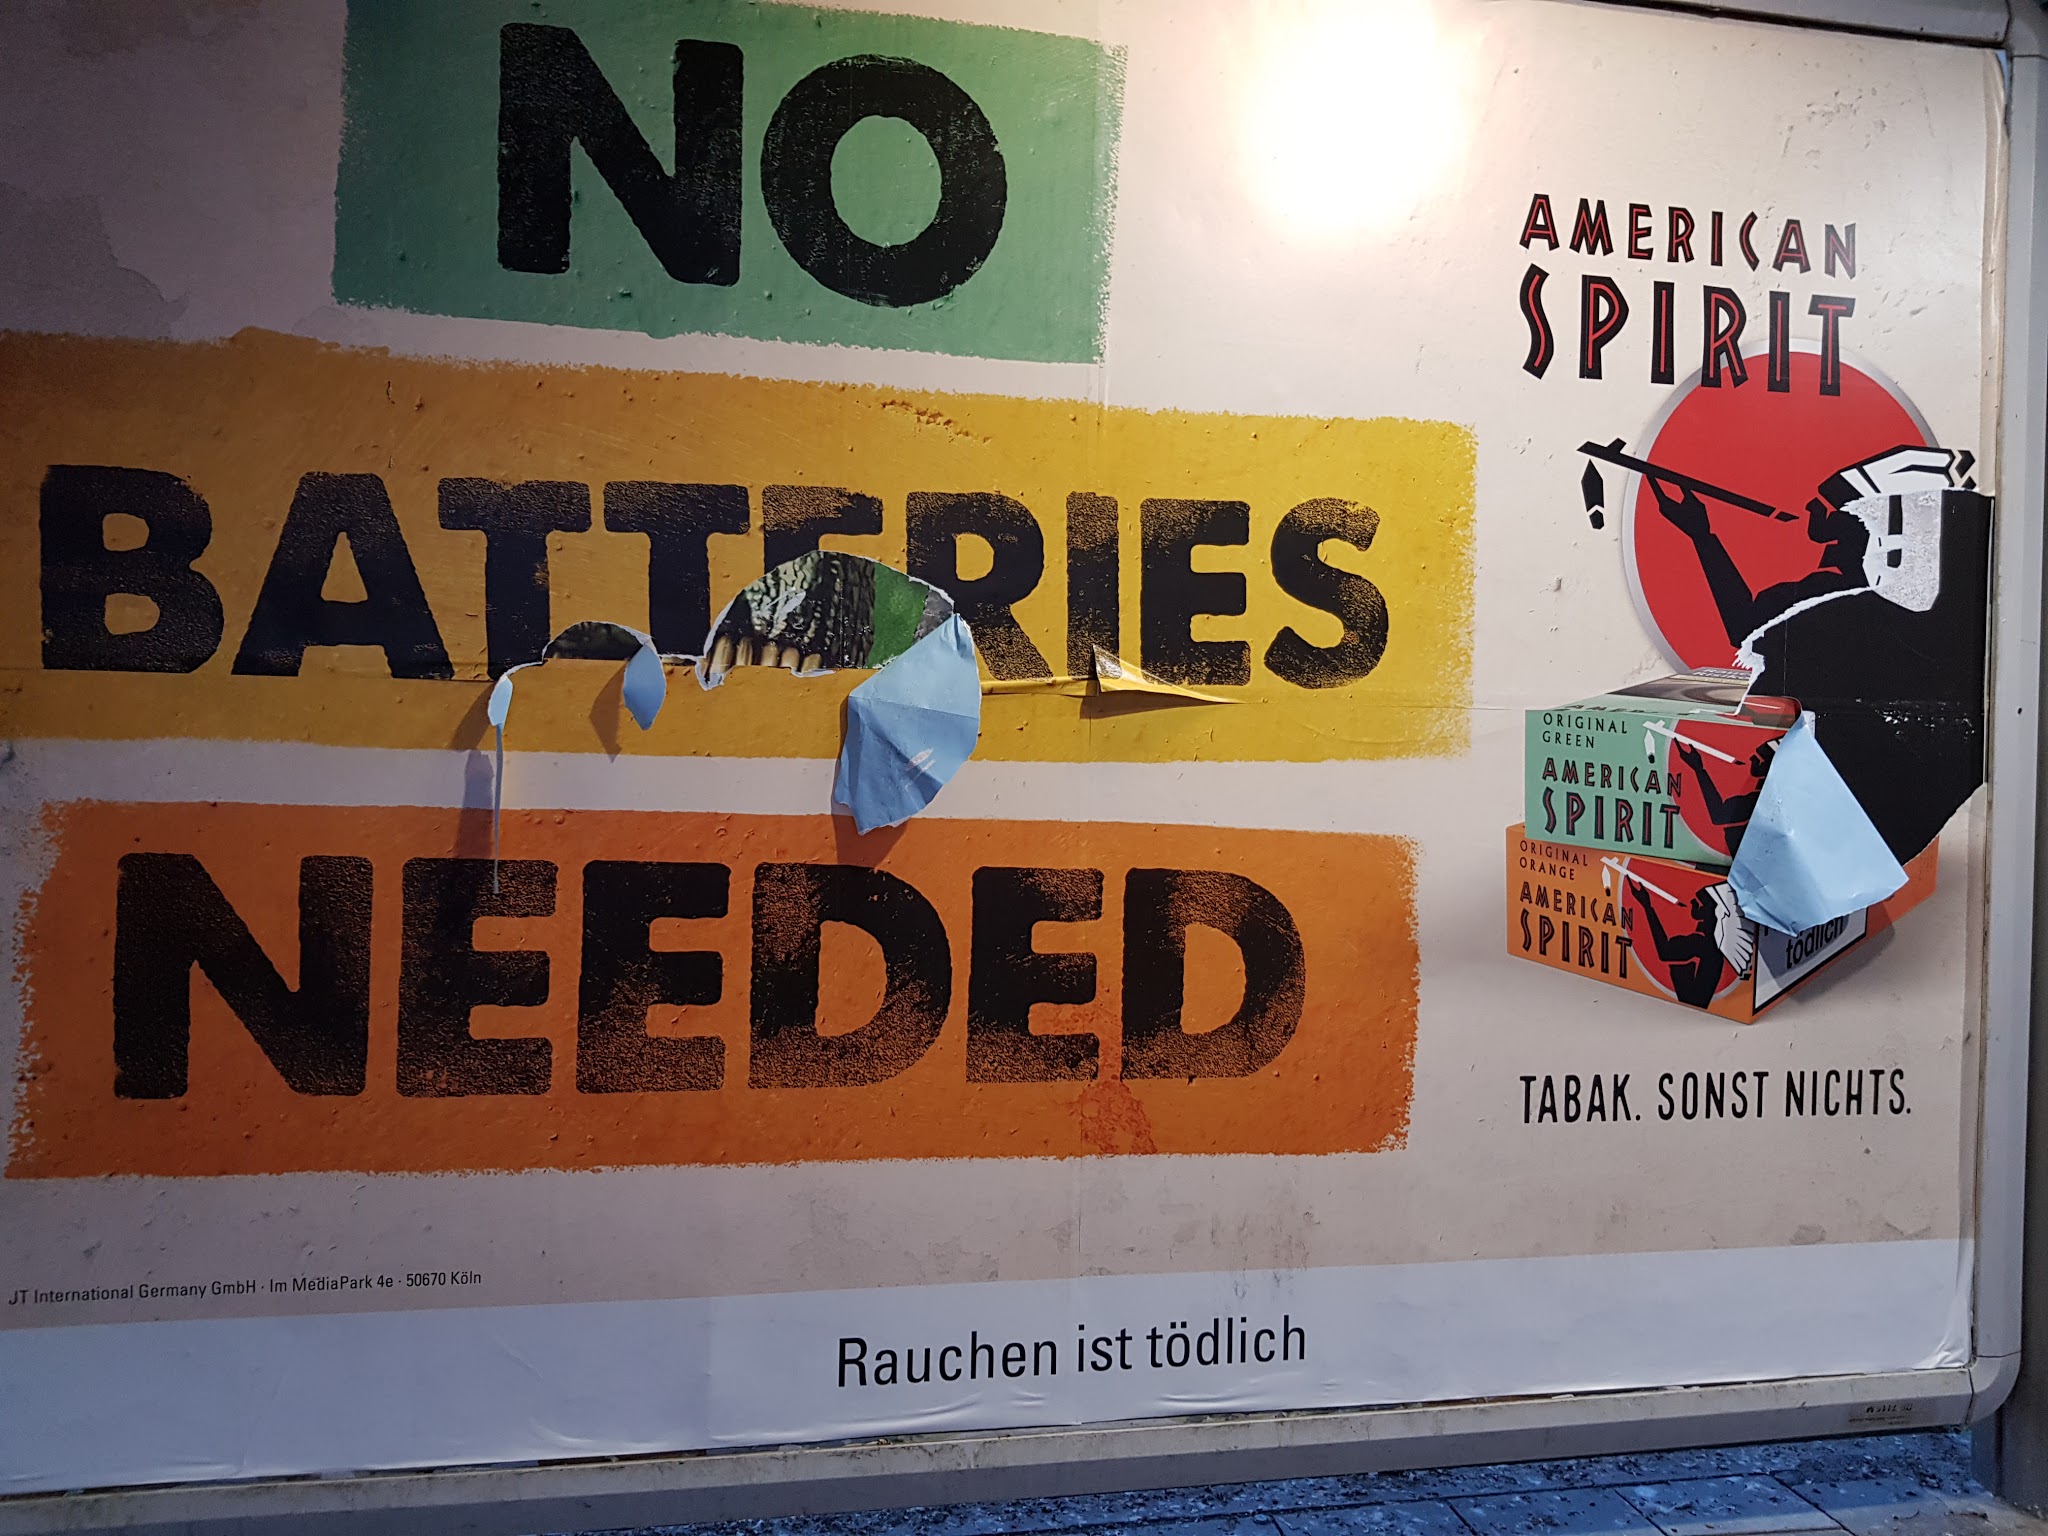 NO
BATTERIES
NEEDED
AMERICAN
SPIRIT
ORIGINAL
GREEN
AMERICAN
SPIRIT
ORIGINAL
ORANGE
AMERICAN
SPIRIT
tödlich
TABAK. SONST NICHTS.
JT International Germany GmbH · Im MediaPark 4e · 50670 Köln
Rauchen ist tödlich